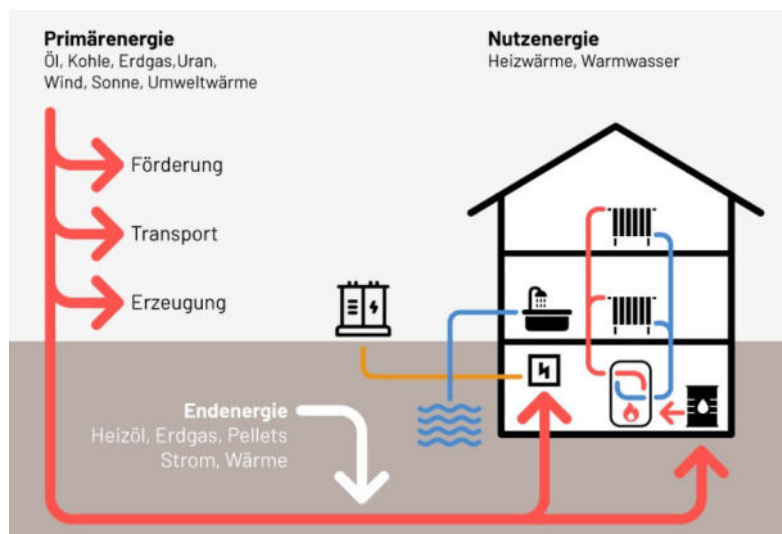 Primärenergie
Öl, Kohle, Erdgas,Uran,
Wind, Sonne, Umweltwärme
Nutzenergie
Heizwärme, Warmwasser
Förderung
Transport
Erzeugung
Endenergie
Heizöl, Erdgas, Pellets
Strom, Wärme